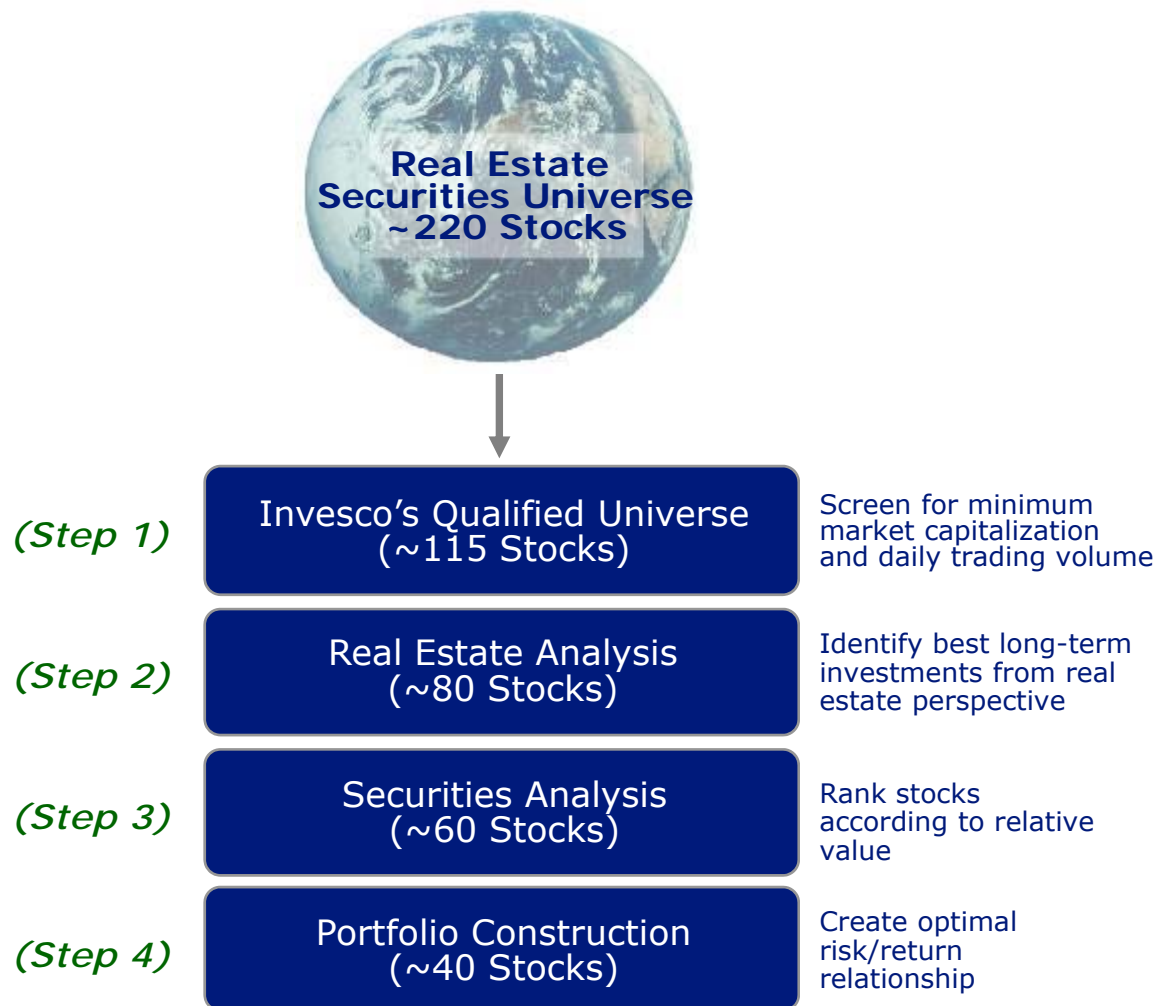 Real Estate
Securities Universe
~220 Stocks
(Step 1)
Invesco’s Qualified Universe
(~115 Stocks)
Screen for minimum
market capitalization
and daily trading volume
(Step 2)
Real Estate Analysis
(~80 Stocks)
Identify best long-term
investments from real
estate perspective
(Step 3)
Securities Analysis
(~60 Stocks)
Rank stocks
according to relative
value
(Step 4)
Portfolio Construction
(~40 Stocks)
Create optimal
risk/return
relationship